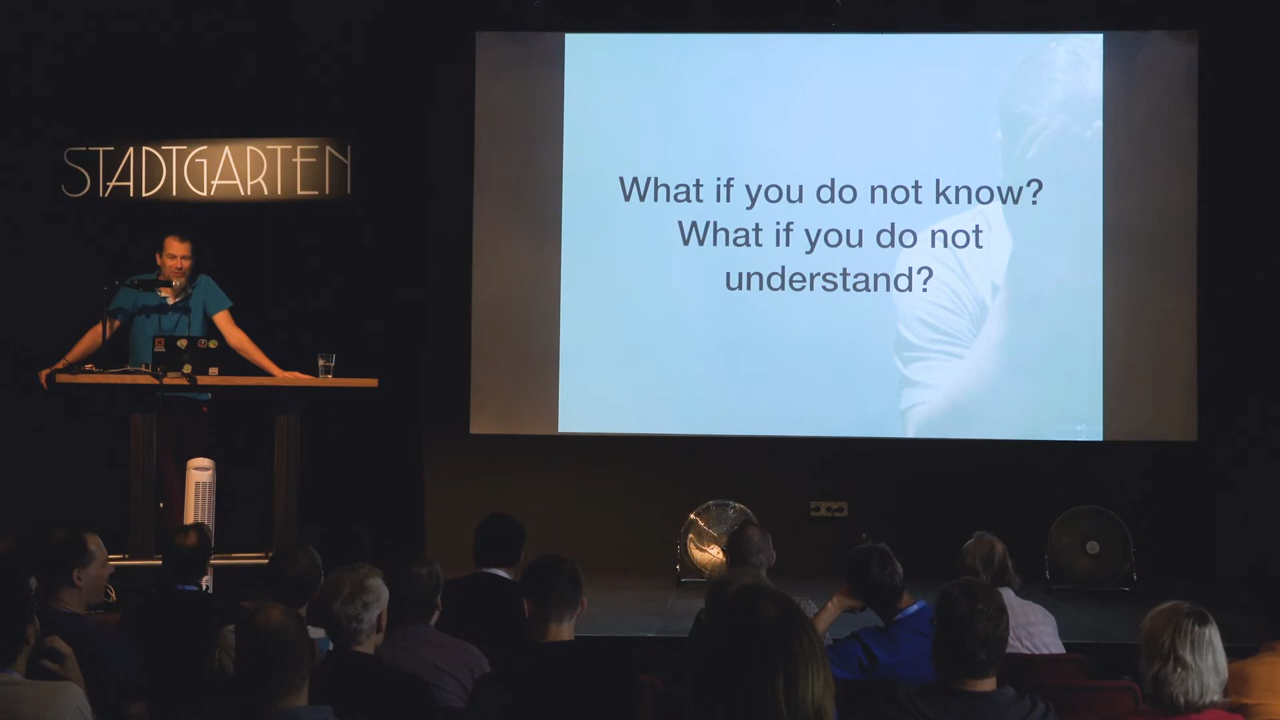 STADTGARTEN
What if you do not know?
What if you do not
understand?